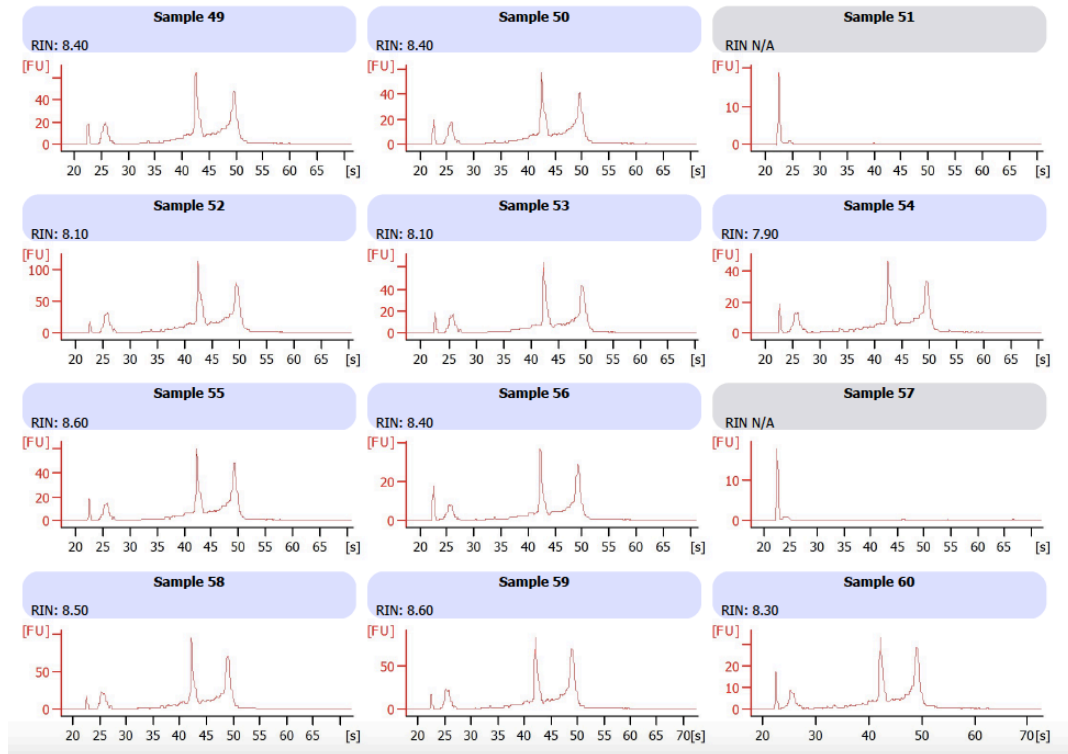 Sample 49
RIN: 8.40
[FU]
40
20
0
20 25 30 35 40 45 50 55 60 65 [s]
Sample 50
RIN: 8.40
[FU]
40
20
0
20 25 30 35 40 45 50 55 60 65 [s]
Sample 51
RIN N/A
[FU]
10
0
20 25 30 35 40 45 50 55 60 65 [s]
Sample 52
RIN: 8.10
[FU]
100
50
0
20 25 30 35 40 45 50 55 60 65 [s]
Sample 53
RIN: 8.10
[FU]
40
20
0
20 25 30 35 40 45 50 55 60 65 [s]
Sample 54
RIN: 7.90
[FU]
40
20
0
20 25 30 35 40 45 50 55 60 65 [s]
Sample 55
RIN: 8.60
[FU]
40
20
0
20 25 30 35 40 45 50 55 60 65 [s]
Sample 56
RIN: 8.40
[FU]
20
0
20 25 30 35 40 45 50 55 60 65 [s]
Sample 57
RIN N/A
[FU]
10
0
20 25 30 35 40 45 50 55 60 65 70 [s]
Sample 58
RIN: 8.50
[FU]
50
0
20 25 30 35 40 45 50 55 60 65 70 [s]
Sample 59
RIN: 8.60
[FU]
50
0
20 25 30 35 40 45 50 55 60 65 70[s]
Sample 60
RIN: 8.30
[FU]
20
10
0
20 30 40 50 60 70 [s]